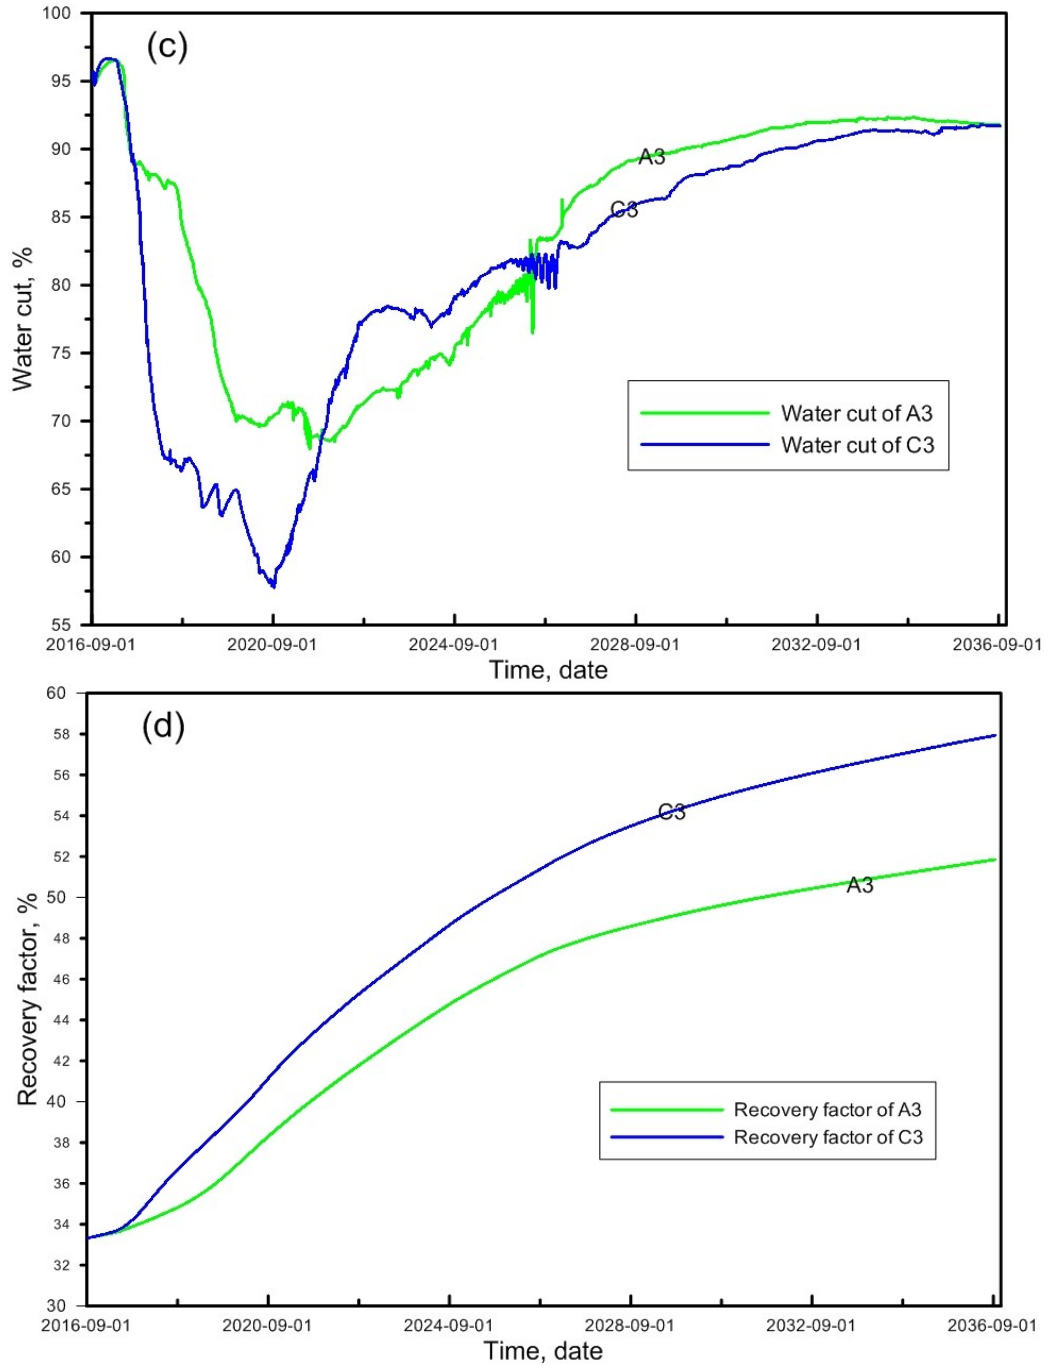 100
(c)
95
90
A3
85
C3
Water cut, %
80
75
70
Water cut of A3
Water cut of C3
65
60
55
2016-09-01 2020-09-01 2024-09-01 2028-09-01 2032-09-01 2036-09-01
Time, date
60
(d)
58
56
54
C3
52
50
A3
48
Recovery factor, %
46
44
42
40
Recovery factor of A3
38
Recovery factor of C3
36
34
32
30
2016-09-01 2020-09-01 2024-09-01 2028-09-01 2032-09-01 2036-09-01
Time, date